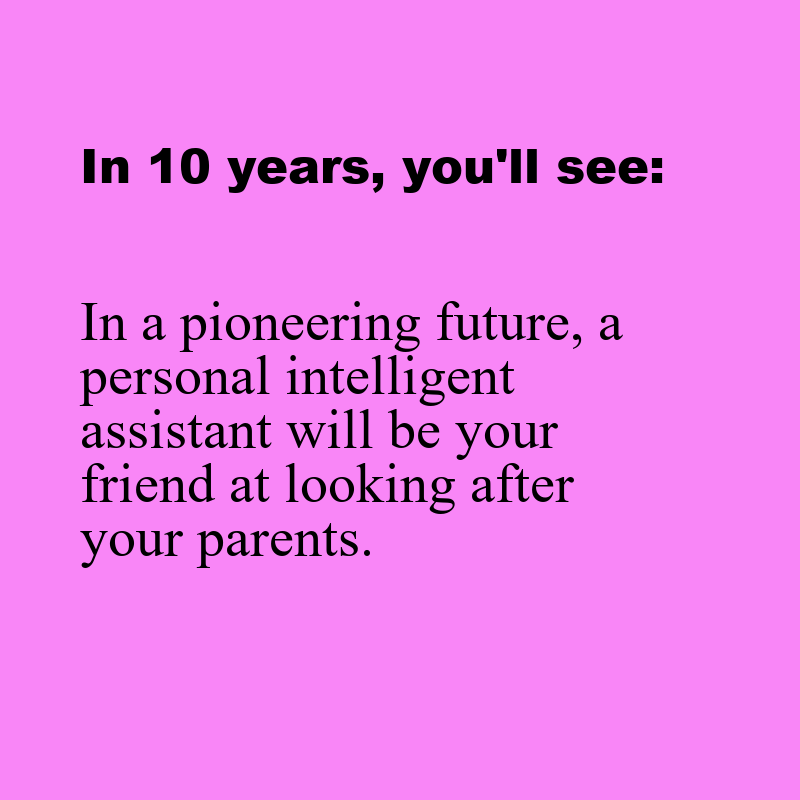 In 10 years, you'll see:
In a pioneering future, a
personal intelligent
assistant will be your
friend at looking after
your parents.